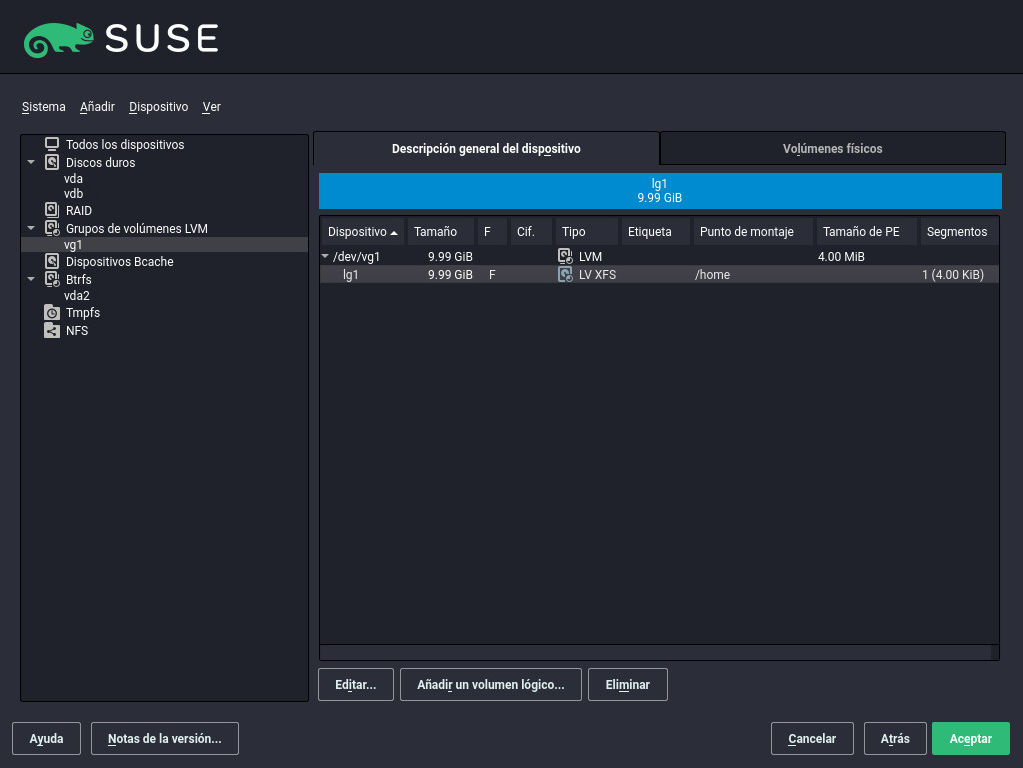 SUSE
Sistema Añadir Dispositivo Ver
Todos los dispositivos
Discos duros
vda
vdb
RAID
Grupos de volúmenes LVM
vg1
Dispositivos Bcache
Btrfs
vda2
Tmpfs
NFS
Descripción general del dispositivo Volúmenes físicos
lg1
9.99 GiB
Dispositivo Tamaño F Cif. Tipo Etiqueta Punto de montaje Tamaño de PE Segmentos
/dev/vg1 9.99 GiB LVM 4.00 MiB
lg1 9.99 GiB F LV XFS /home 1 (4.00 KiB)
Editar... Añadir un volumen lógico... Eliminar
Ayuda Notas de la versión... Cancelar Atrás Aceptar